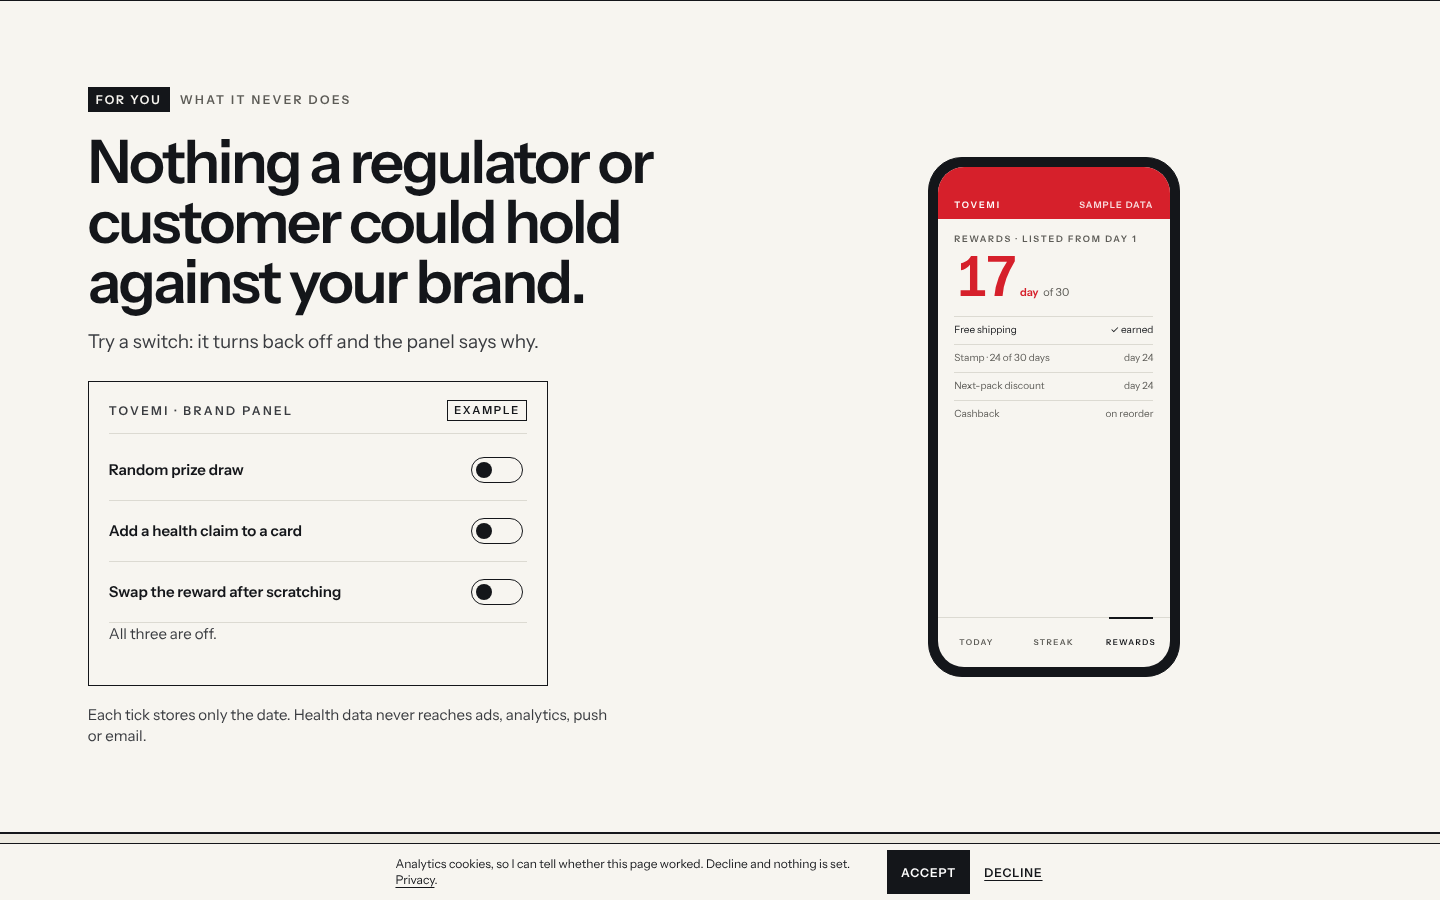 FOR YOU WHAT IT NEVER DOES
Nothing a regulator or
customer could hold
against your brand.
Try a switch: it turns back off and the panel says why.
TOVEMI · BRAND PANEL EXAMPLE
Random prize draw
Add a health claim to a card
Swap the reward after scratching
All three are off.
Each tick stores only the date. Health data never reaches ads, analytics, push
or email.
TOVEMI SAMPLE DATA
REWARDS · LISTED FROM DAY 1
17 day of 30
Free shipping ✓ earned
Stamp · 24 of 30 days day 24
Next-pack discount day 24
Cashback on reorder
TODAY STREAK REWARDS
Analytics cookies, so I can tell whether this page worked. Decline and nothing is set.
Privacy.
ACCEPT DECLINE